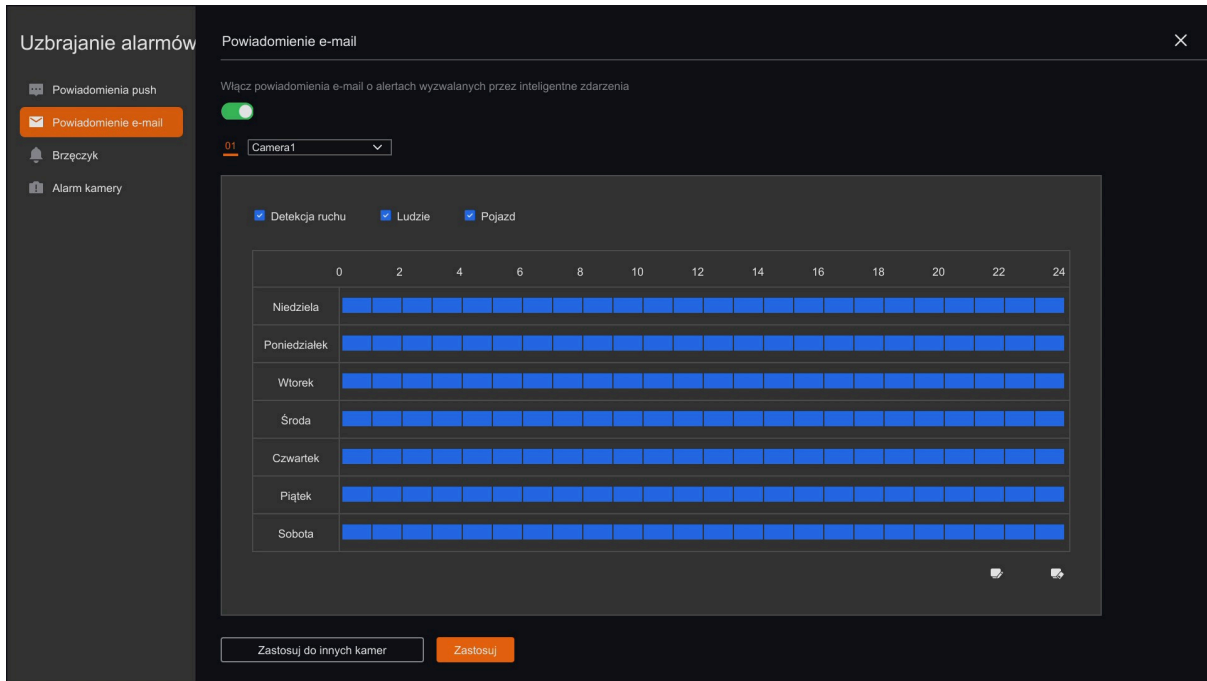 Uzbrajanie alarmów
Powiadomienia push
Powiadomienie e-mail
Brzęczyk
Alarm kamery
Powiadomienie e-mail
Włącz powiadomienia e-mail o alertach wyzwalanych przez inteligentne zdarzenia
01 Camera1
Detekcja ruchu Ludzie Pojazd
0 2 4 6 8 10 12 14 16 18 20 22 24
Niedziela
Poniedziałek
Wtorek
Środa
Czwartek
Piątek
Sobota
Zastosuj do innych kamer Zastosuj